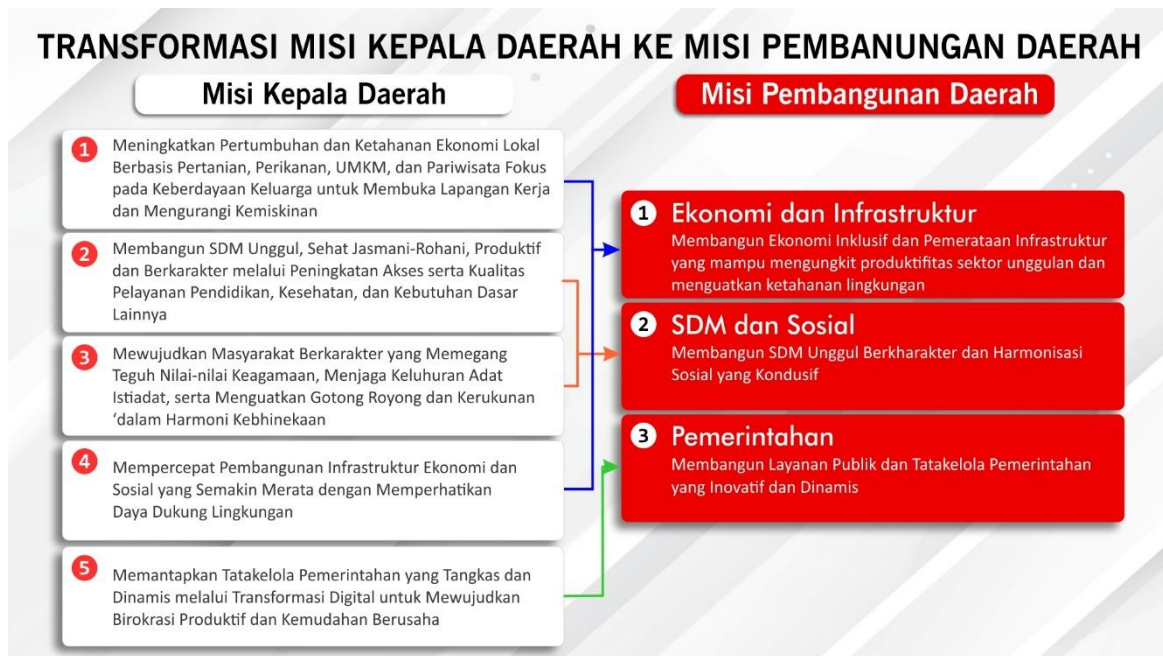 TRANSFORMASI MISI KEPALA DAERAH KE MISI PEMBANUNGAN DAERAH
Misi Kepala Daerah
1
Meningkatkan Pertumbuhan dan Ketahanan Ekonomi Lokal
Berbasis Pertanian, Perikanan, UMKM, dan Pariwisata Fokus
pada Keberdayaan Keluarga untuk Membuka Lapangan Kerja
dan Mengurangi Kemiskinan
2
Membangun SDM Unggul, Sehat Jasmani-Rohani, Produktif
dan Berkarakter melalui Peningkatan Akses serta Kualitas
Pelayanan Pendidikan, Kesehatan, dan Kebutuhan Dasar
Lainnya
3
Mewujudkan Masyarakat Berkarakter yang Memegang
Teguh Nilai-nilai Keagamaan, Menjaga Keluhuran Adat
Istiadat, serta Menguatkan Gotong Royong dan Kerukunan
‘dalam Harmoni Kebhinekaan
4
Mempercepat Pembangunan Infrastruktur Ekonomi dan
Sosial yang Semakin Merata dengan Memperhatikan
Daya Dukung Lingkungan
5
Memantapkan Tatakelola Pemerintahan yang Tangkas dan
Dinamis melalui Transformasi Digital untuk Mewujudkan
Birokrasi Produktif dan Kemudahan Berusaha
Misi Pembangunan Daerah
1 Ekonomi dan Infrastruktur
Membangun Ekonomi Inklusif dan Pemerataan Infrastruktur
yang mampu mengungkit produktifitas sektor unggulan dan
menguatkan ketahanan lingkungan
2 SDM dan Sosial
Membangun SDM Unggul Berkharakter dan Harmonisasi
Sosial yang Kondusif
3 Pemerintahan
Membangun Layanan Publik dan Tatakelola Pemerintahan
yang Inovatif dan Dinamis